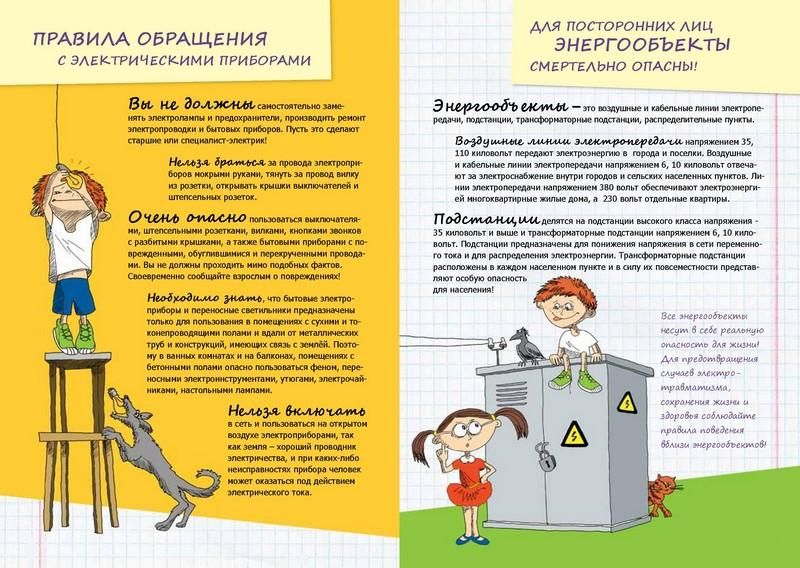 ПРАВИЛА ОБРАЩЕНИЯ
С ЭЛЕКТРИЧЕСКИМИ ПРИБОРАМИ
Вы не должны самостоятельно заме-
нять электролампы и предохранители, производить ремонт
электропроводки и бытовых приборов. Пусть это сделают
старшие или специалист-электрик!
Нельзя браться за провода электропри-
боров мокрыми руками, тянуть за провод вилку
из розетки, открывать крышки выключателей и
штепсельных розеток.
Очень опасно пользоваться выключателя-
ми, штепсельными розетками, вилками, кнопками звонков
с разбитыми крышками, а также бытовыми приборами с по-
врежденными, обуглившимися и перекрученными провода-
ми. Вы не должны проходить мимо подобных фактов.
Своевременно сообщайте взрослым о повреждениях!
Необходимо знать, что бытовые электро-
приборы и переносные светильники предназначены
только для пользования в помещениях с сухими и то-
конепроводящими полами и вдали от металлических
труб и конструкций, имеющих связь с землёй. Поэто-
му в ванных комнатах и на балконах, помещениях с
бетонными полами опасно пользоваться феном, пере-
носными электроинструментами, утюгами, электрочай-
никами, настольными лампами.
Нельзя включать
в сеть и пользоваться на открытом
воздухе электроприборами, так
как земля – хороший проводник
электричества, и при каких-либо
неисправностях прибора человек
может оказаться под действием
электрического тока.
ДЛЯ ПОСТОРОННИХ ЛИЦ
ЭНЕРГООБЪЕКТЫ
СМЕРТЕЛЬНО ОПАСНЫ!
Энергообъекты – это воздушные и кабельные линии электропе-
редачи, подстанции, трансформаторные подстанции, распределительные пункты.
Воздушные линии электропередачи напряжением 35,
110 киловольт передают электроэнергию в города и поселки. Воздушные
и кабельные линии электропередачи напряжением 6, 10 киловольт отвеча-
ют за электроснабжение внутри городов и сельских населенных пунктов. Ли-
нии электропередачи напряжением 380 вольт обеспечивают электроэнерги-
ей многоквартирные жилые дома, а 230 вольт отдельные квартиры.
Подстанции делятся на подстанции высокого класса напряжения -
35 киловольт и выше и трансформаторные подстанции напряжением 6, 10 кило-
вольт. Подстанции предназначены для понижения напряжения в сети переменно-
го тока и для распределения электроэнергии. Трансформаторные подстанции
расположены в каждом населенном пункте и в силу их повсеместности представ-
ляют особую опасность
для населения!
Все энергообъекты
несут в себе реальную
опасность для жизни!
Для предотвращения
случаев электро-
травматизма,
сохранения жизни и
здоровья соблюдайте
правила поведения
вблизи энергообъектов!